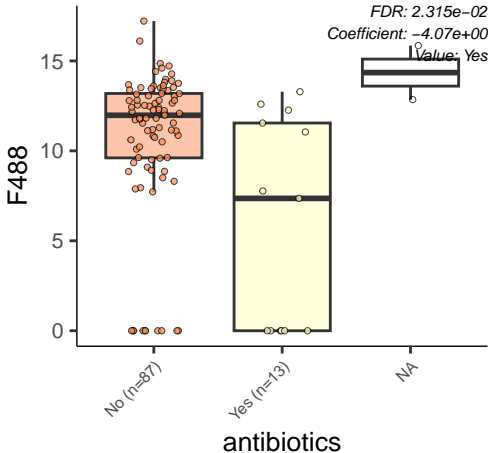 FDR: 2.315e−02
Coefficient: −4.07e+00
Value: Yes
15
10
5
0
F488
No (n=87)
Yes (n=13)
NA
antibiotics